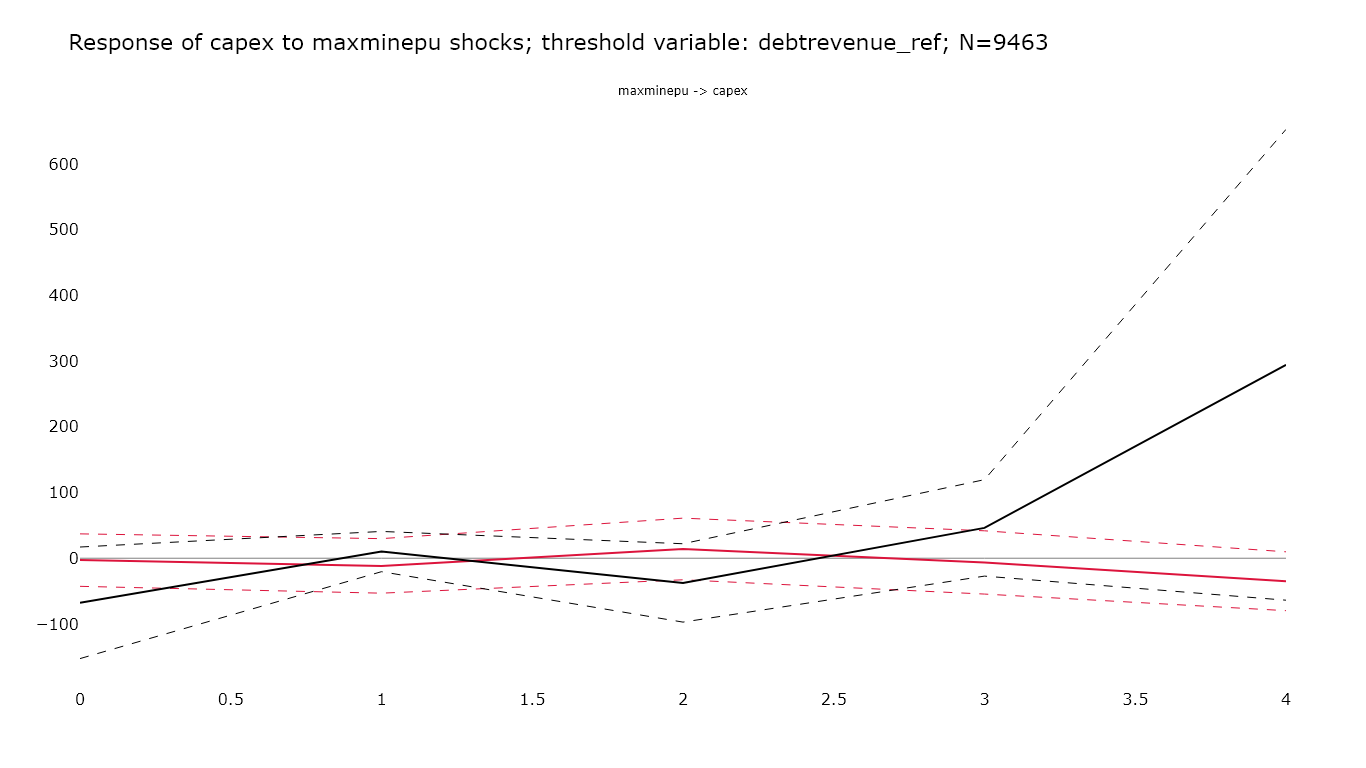 Response of capex to maxminepu shocks; threshold variable: debtrevenue_ref; N=9463
maxminepu -> capex
600
500
400
300
200
100
0
−100
0 0.5 1 1.5 2 2.5 3 3.5 4